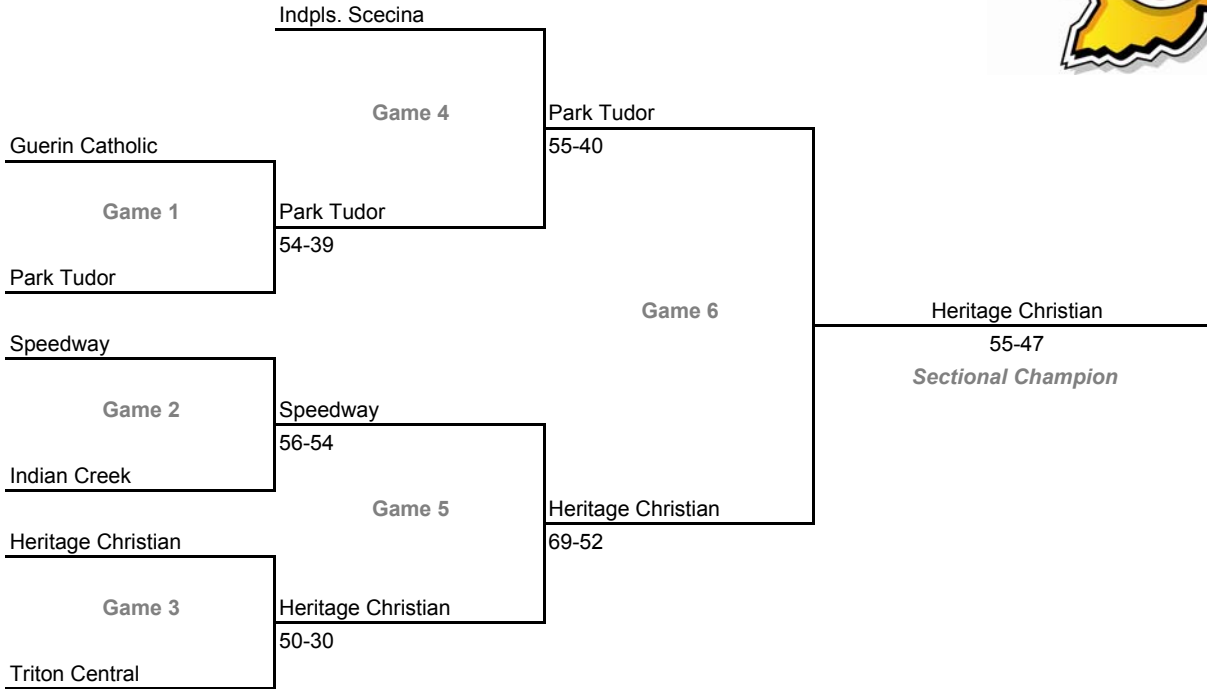 Indpls. Scecina
Game 4
Park Tudor
Guerin Catholic
55-40
Game 1
Park Tudor
54-39
Park Tudor
Game 6
Heritage Christian
Speedway
55-47
Sectional Champion
Game 2
Speedway
56-54
Indian Creek
Game 5
Heritage Christian
Heritage Christian
69-52
Game 3
Heritage Christian
50-30
Triton Central